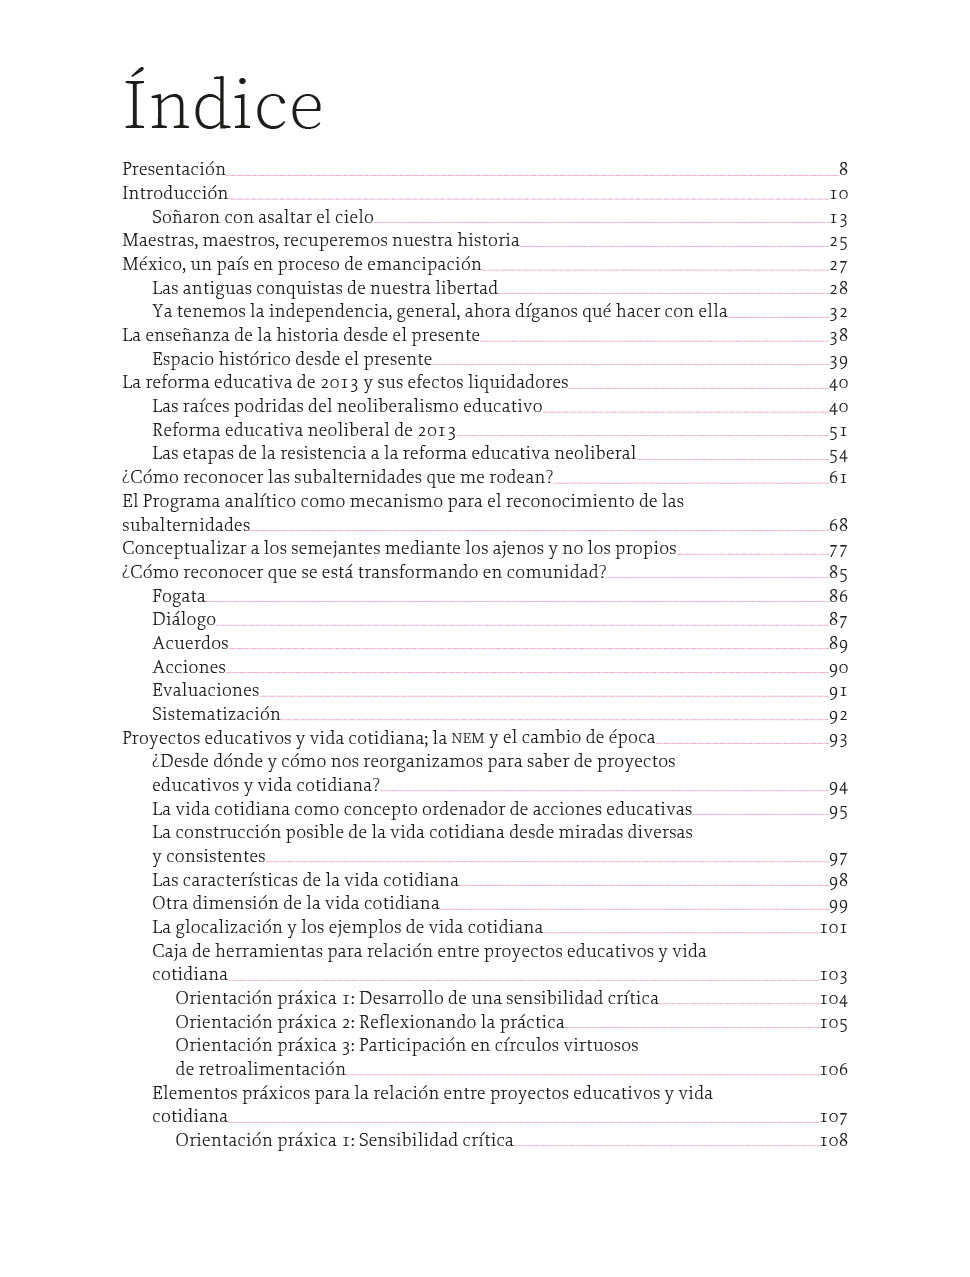 Índice
Presentación 8
Introducción 10
Soñaron con asaltar el cielo 13
Maestras, maestros, recuperemos nuestra historia 25
México, un país en proceso de emancipación 27
Las antiguas conquistas de nuestra libertad 28
Ya tenemos la independencia, general, ahora díganos qué hacer con ella 32
La enseñanza de la historia desde el presente 38
Espacio histórico desde el presente 39
La reforma educativa de 2013 y sus efectos liquidadores 40
Las raíces podridas del neoliberalismo educativo 40
Reforma educativa neoliberal de 2013 51
Las etapas de la resistencia a la reforma educativa neoliberal 54
¿Cómo reconocer las subalternidades que me rodean? 61
El Programa analítico como mecanismo para el reconocimiento de las
subalternidades 68
Conceptualizar a los semejantes mediante los ajenos y no los propios 77
¿Cómo reconocer que se está transformando en comunidad? 85
Fogata 86
Diálogo 87
Acuerdos 89
Acciones 90
Evaluaciones 91
Sistematización 92
Proyectos educativos y vida cotidiana; la NEM y el cambio de época 93
¿Desde dónde y cómo nos reorganizamos para saber de proyectos
educativos y vida cotidiana? 94
La vida cotidiana como concepto ordenador de acciones educativas 95
La construcción posible de la vida cotidiana desde miradas diversas
y consistentes 97
Las características de la vida cotidiana 98
Otra dimensión de la vida cotidiana 99
La glocalización y los ejemplos de vida cotidiana 101
Caja de herramientas para relación entre proyectos educativos y vida
cotidiana 103
Orientación práxica 1: Desarrollo de una sensibilidad crítica 104
Orientación práxica 2: Reflexionando la práctica 105
Orientación práxica 3: Participación en círculos virtuosos
de retroalimentación 106
Elementos práxicos para la relación entre proyectos educativos y vida
cotidiana 107
Orientación práxica 1: Sensibilidad crítica 108